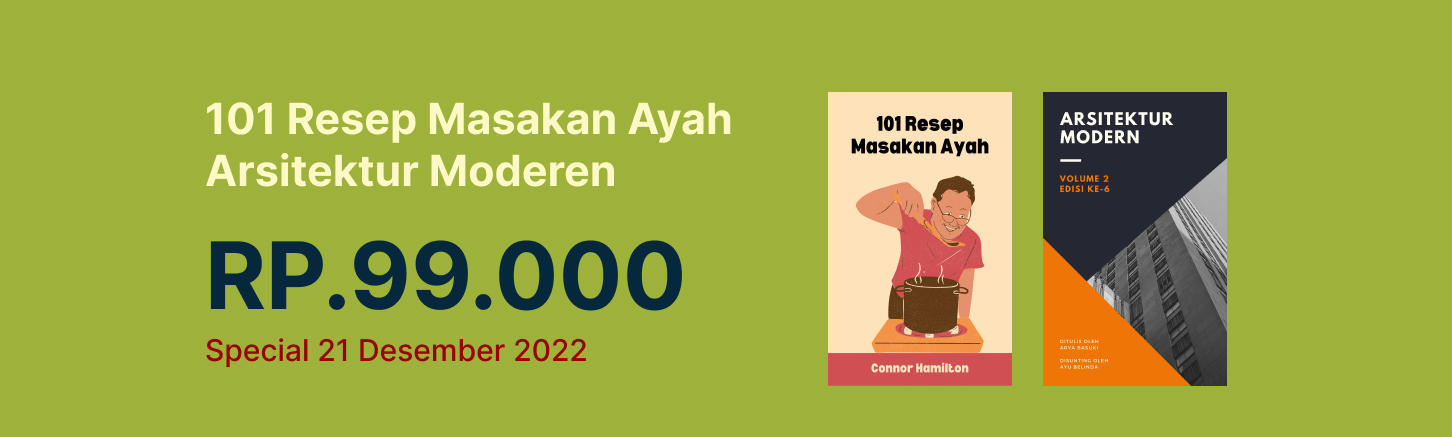 101 Resep Masakan Ayah
Arsitektur Moderen
RP.99.000
Special 21 Desember 2022
101 Resep
Masakan Ayah
Connor Hamilton
ARSITEKTUR
MODERN
VOLUME 2
EDISI KE-6
DITULIS OLEH
ARYA BASUKI
DISUNTING OLEH
AYU BELINDA